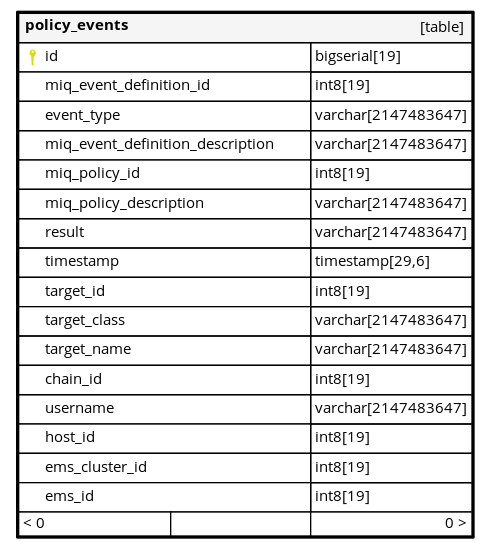 policy_events [table]
id bigserial[19]
miq_event_definition_id int8[19]
event_type varchar[2147483647]
miq_event_definition_description varchar[2147483647]
miq_policy_id int8[19]
miq_policy_description varchar[2147483647]
result varchar[2147483647]
timestamp timestamp[29,6]
target_id int8[19]
target_class varchar[2147483647]
target_name varchar[2147483647]
chain_id int8[19]
username varchar[2147483647]
host_id int8[19]
ems_cluster_id int8[19]
ems_id int8[19]
< 0 0 >